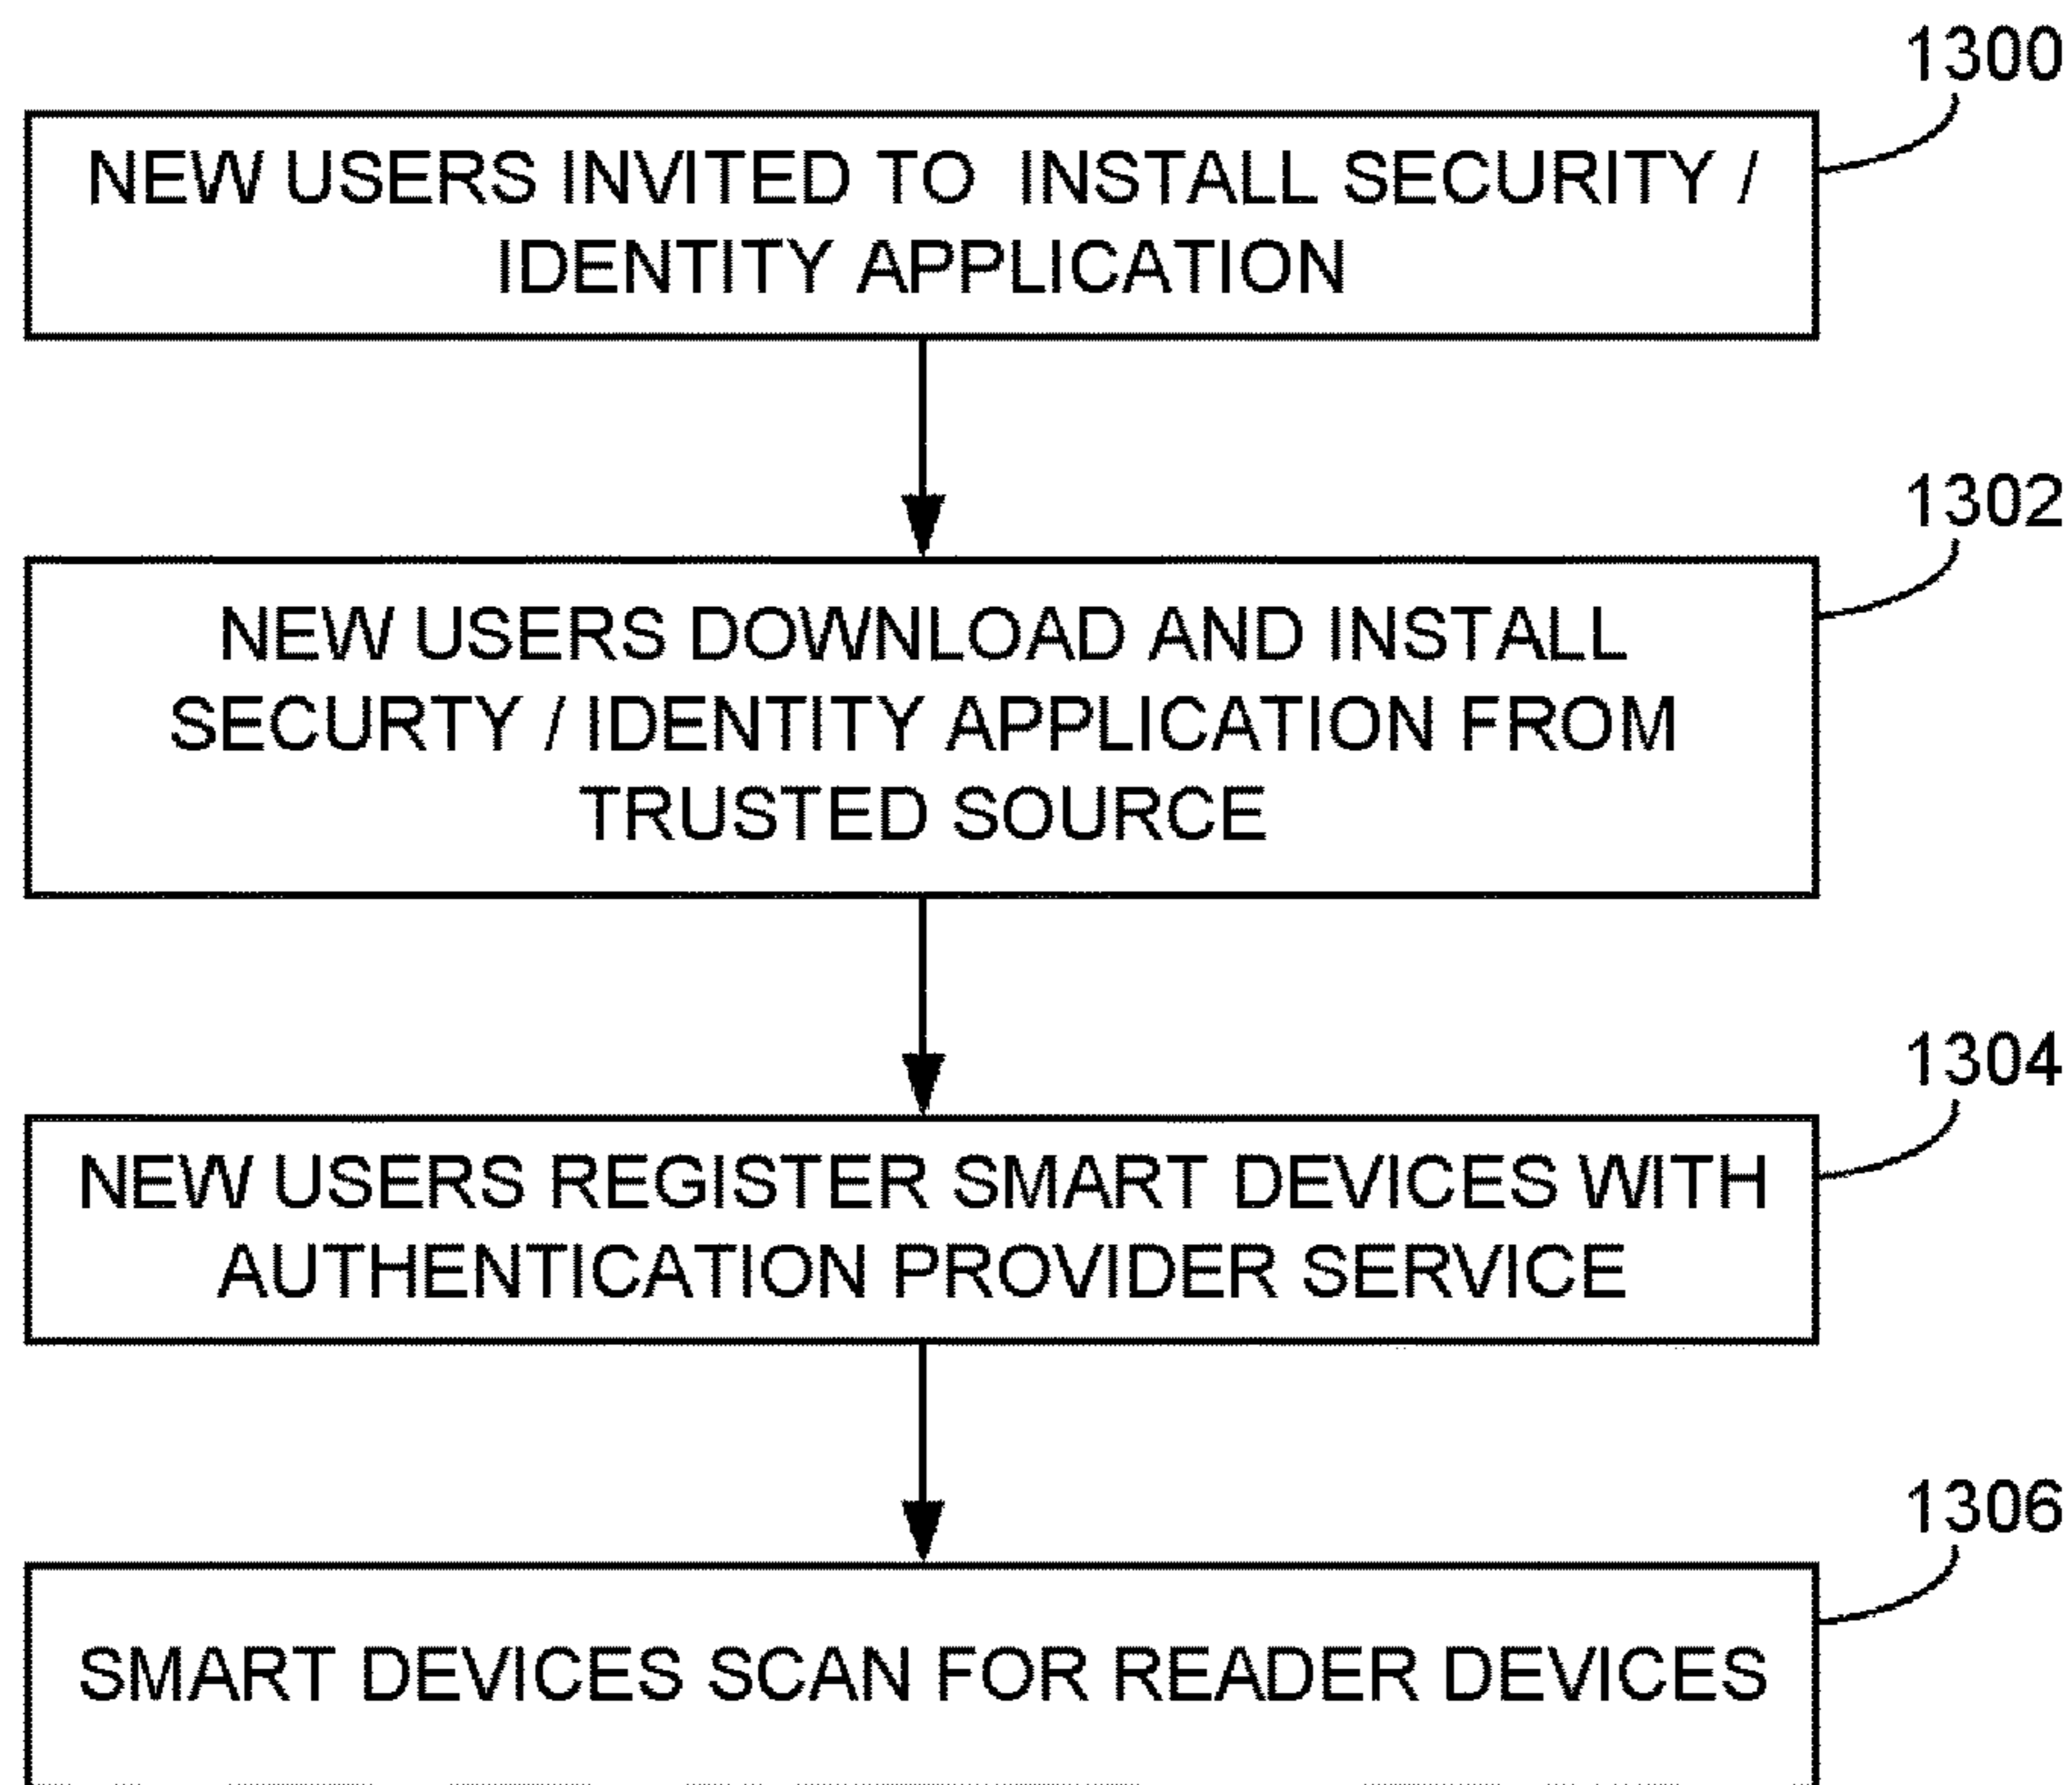 1300
NEW USERS INVITED TO INSTALL SECURITY /
IDENTITY APPLICATION
1302
NEW USERS DOWNLOAD AND INSTALL
SECURTY / IDENTITY APPLICATION FROM
TRUSTED SOURCE
1304
NEW USERS REGISTER SMART DEVICES WITH
AUTHENTICATION PROVIDER SERVICE
1306
SMART DEVICES SCAN FOR READER DEVICES